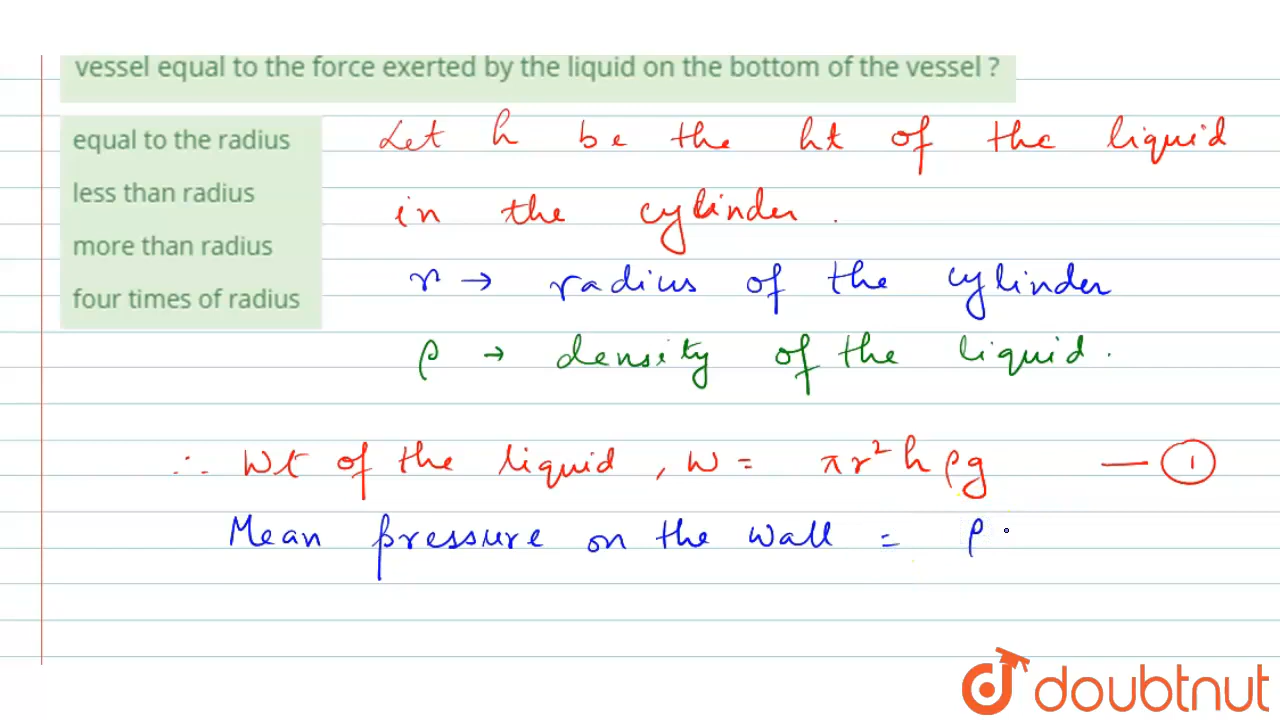 vessel equal to the force exerted by the liquid on the bottom of the vessel ?
equal to the radius
less than radius
more than radius
four times of radius
Let h be the ht of the liquid
in the cylinder.
r → radius of the cylinder
ρ → density of the liquid.
∴ Wt of the liquid, W = πr²hρg — ①
Mean pressure on the wall = ρ
doubtnut